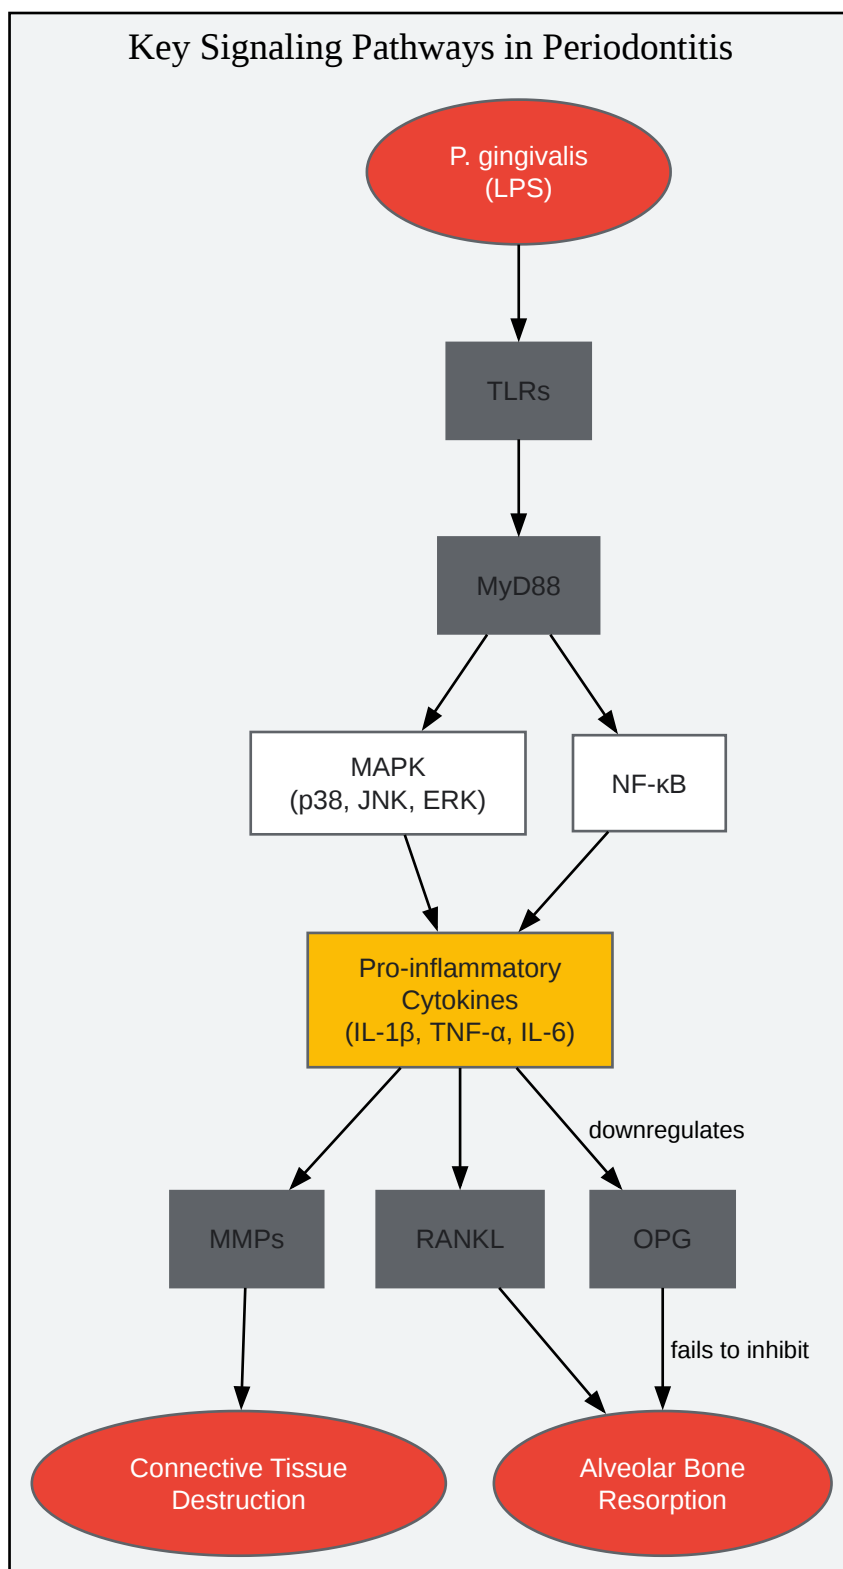 Key Signaling Pathways in Periodontitis
P. gingivalis
(LPS)
TLRs
MyD88
MAPK
(p38, JNK, ERK)
NF-κB
Pro-inflammatory
Cytokines
(IL-1β, TNF-α, IL-6)
downregulates
MMPs
RANKL
OPG
fails to inhibit
Connective Tissue
Destruction
Alveolar Bone
Resorption